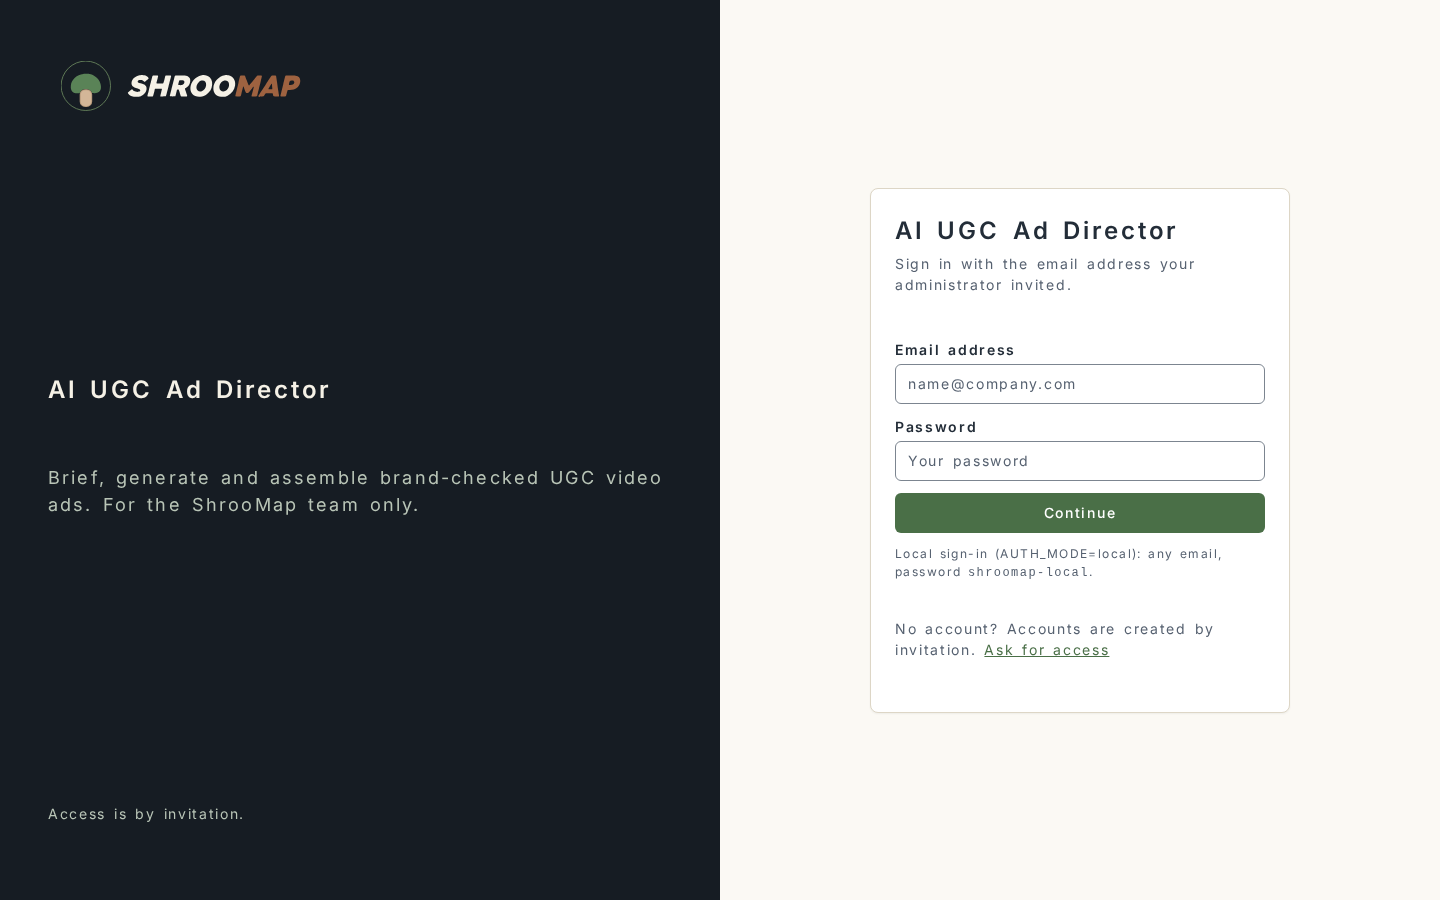 SHROOMAP
AI UGC Ad Director
Brief, generate and assemble brand-checked UGC video
ads. For the ShrooMap team only.
Access is by invitation.
AI UGC Ad Director
Sign in with the email address your
administrator invited.
Email address
name@company.com
Password
Your password
Continue
Local sign-in (AUTH_MODE=local): any email,
password shroomap-local.
No account? Accounts are created by
invitation. Ask for access